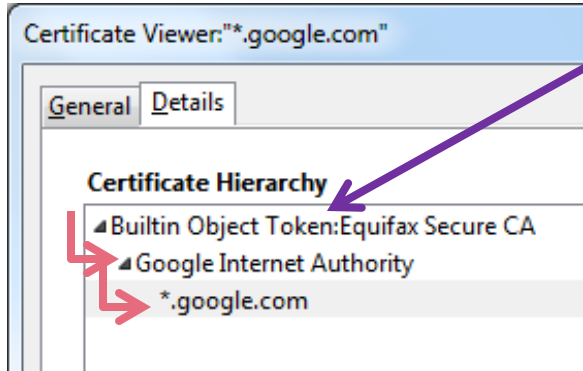 Certificate Viewer:"*.google.com"
General Details
Certificate Hierarchy
Builtin Object Token:Equifax Secure CA
Google Internet Authority
*.google.com